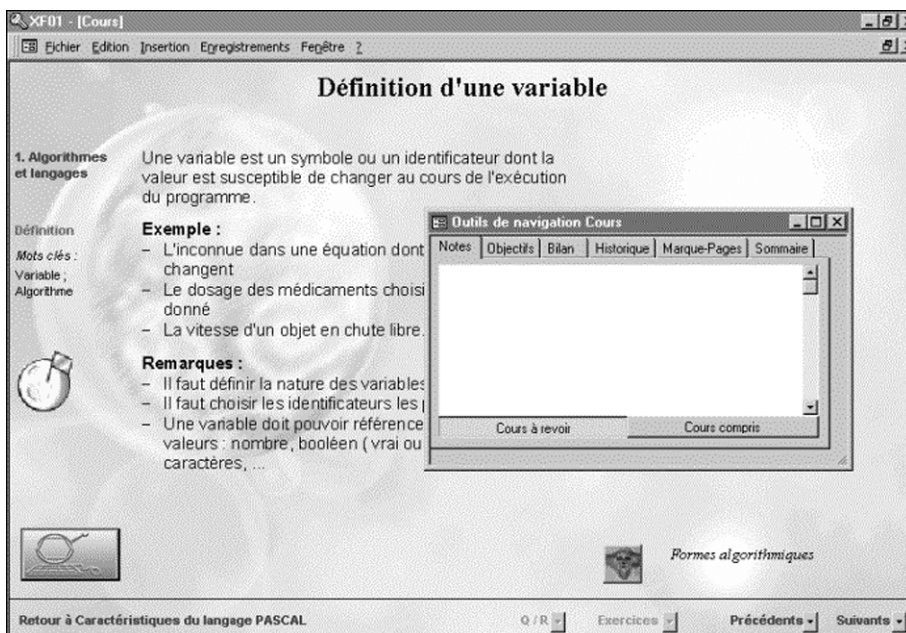 XF01 - [Cours]
Fichier Edition Insertion Enregistrements Fenêtre ?
Définition d'une variable
1. Algorithmes
et langages
Définition
Mots clés :
Variable ;
Algorithme
Une variable est un symbole ou un identificateur dont la
valeur est susceptible de changer au cours de l'exécution
du programme.
Exemple :
– L'inconnue dans une équation dont
changent
– Le dosage des médicaments choisi
donné
– La vitesse d'un objet en chute libre.
Remarques :
– Il faut définir la nature des variables
– Il faut choisir les identificateurs les
– Une variable doit pouvoir référence
valeurs : nombre, booléen ( vrai ou
caractères, ...
Outils de navigation Cours
Notes Objectifs Bilan Historique Marque-Pages Sommaire
Cours à revoir Cours compris
Formes algorithmiques
Retour à Caractéristiques du langage PASCAL Q / R Exercices Précédents Suivants